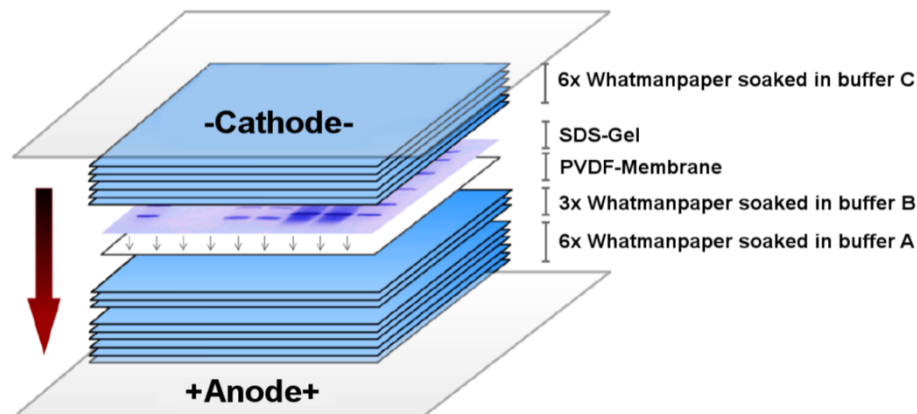 6x Whatmanpaper soaked in buffer C
-Cathode-
SDS-Gel
PVDF-Membrane
3x Whatmanpaper soaked in buffer B
6x Whatmanpaper soaked in buffer A
+Anode+